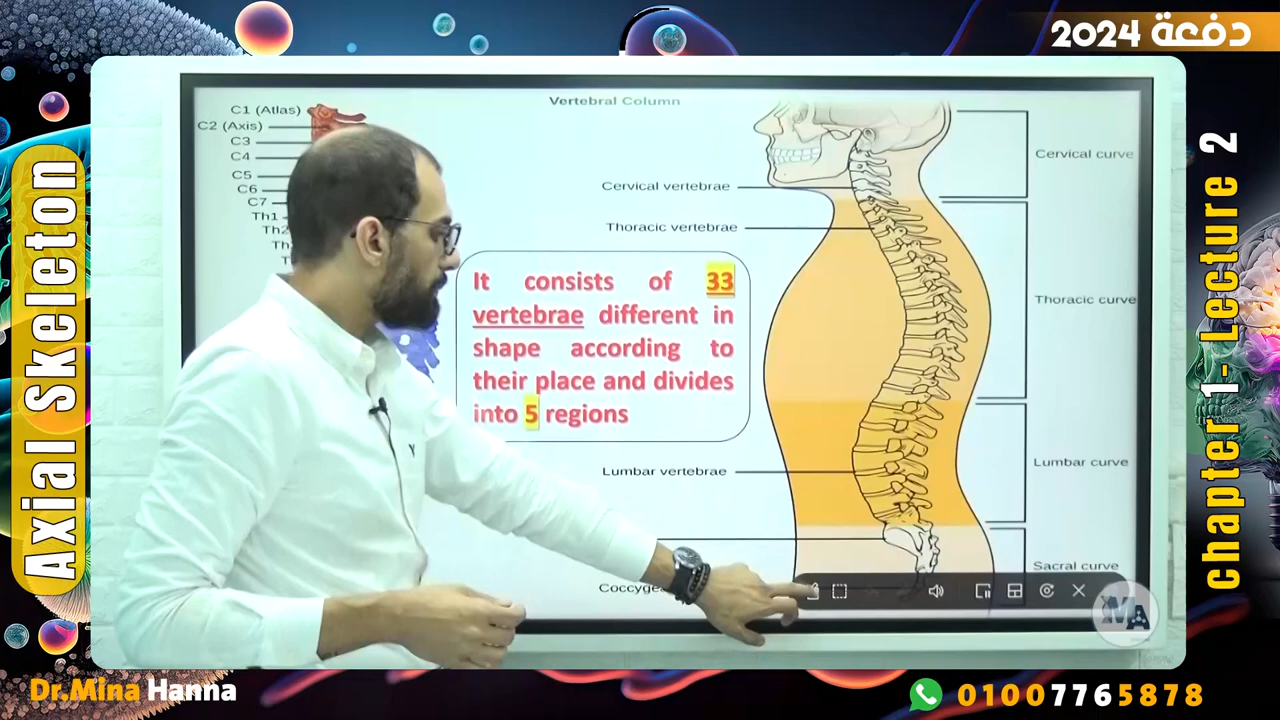 دفعة 2024
Axial Skeleton
Chapter 1- Lecture 2
Vertebral Column
C1 (Atlas)
C2 (Axis)
C3
C4
C5
C6
C7
Th1
Th2
Cervical vertebrae
Thoracic vertebrae
It consists of 33
vertebrae different in
shape according to
their place and divides
into 5 regions
Lumbar vertebrae
Cervical curve
Thoracic curve
Lumbar curve
Sacral curve
MA
Dr.Mina Hanna
01007765878